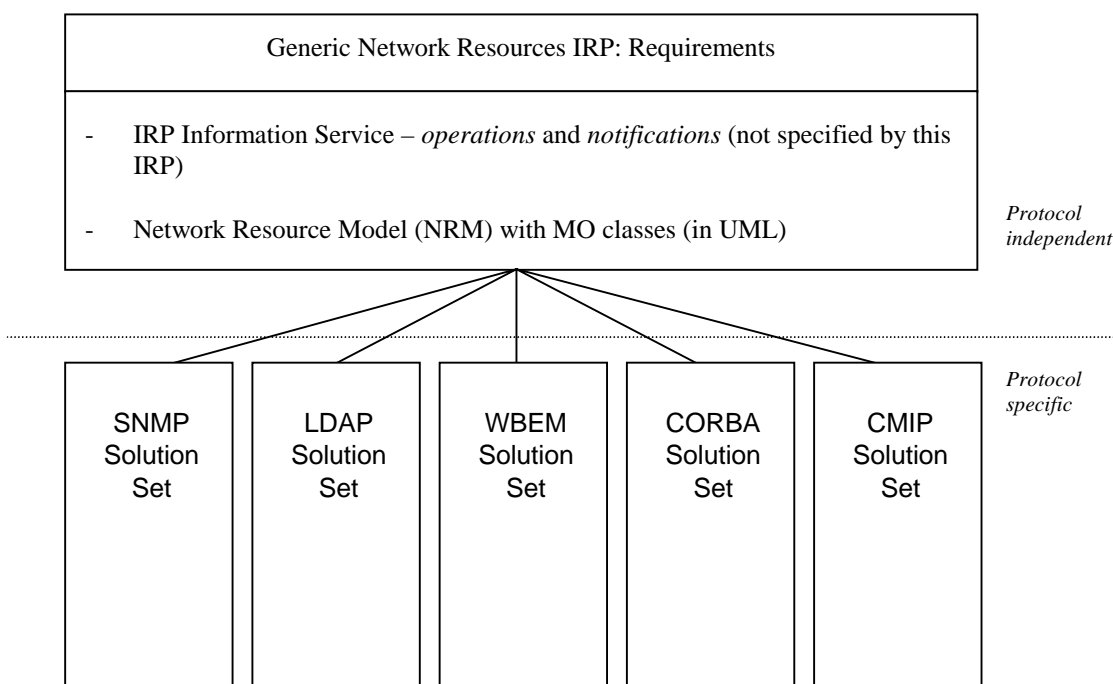 Generic Network Resources IRP: Requirements
- IRP Information Service – operations and notifications (not specified by this
IRP)
- Network Resource Model (NRM) with MO classes (in UML)
Protocol
independent
Protocol
specific
SNMP
Solution
Set
LDAP
Solution
Set
WBEM
Solution
Set
CORBA
Solution
Set
CMIP
Solution
Set